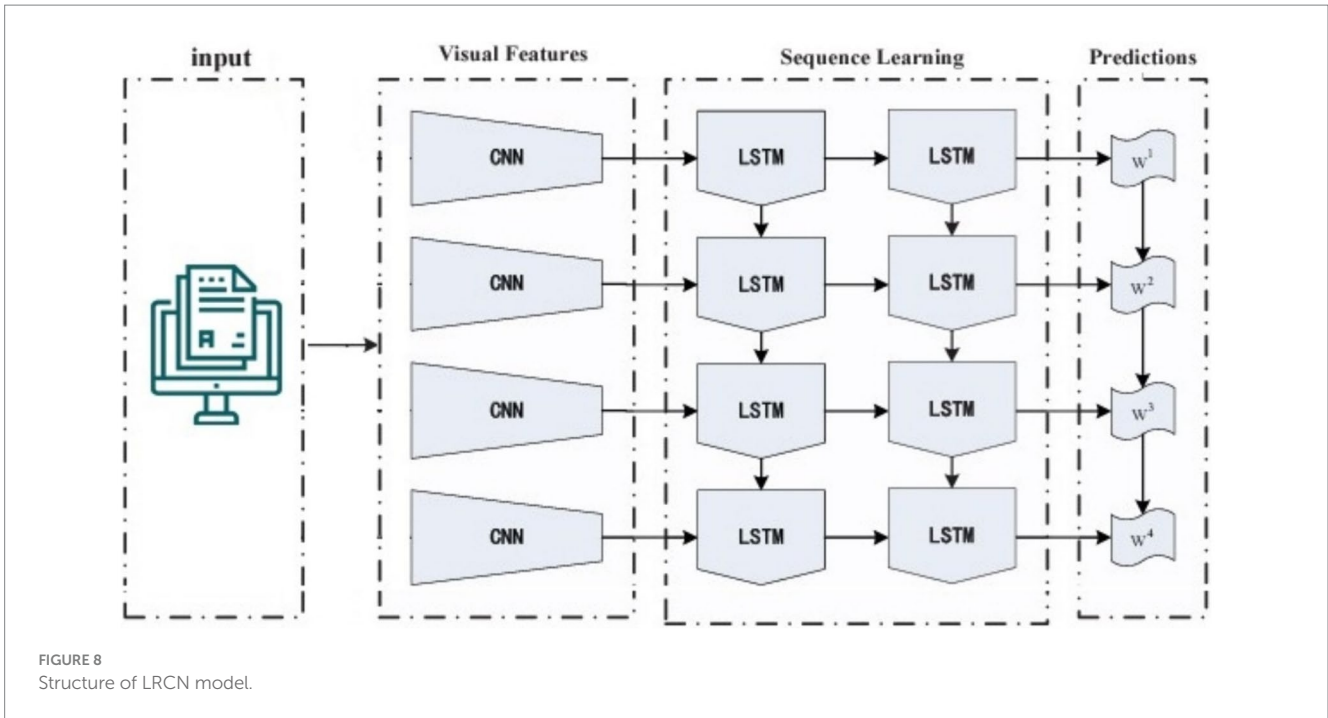 input
Visual Features
Sequence Learning
Predictions
CNN
LSTM
LSTM
W¹
CNN
LSTM
LSTM
W²
A
CNN
LSTM
LSTM
W³
CNN
LSTM
LSTM
W⁴
FIGURE 8
Structure of LRCN model.